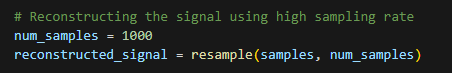 # Reconstructing the signal using high sampling rate
num_samples = 1000
reconstructed_signal = resample(samples, num_samples)